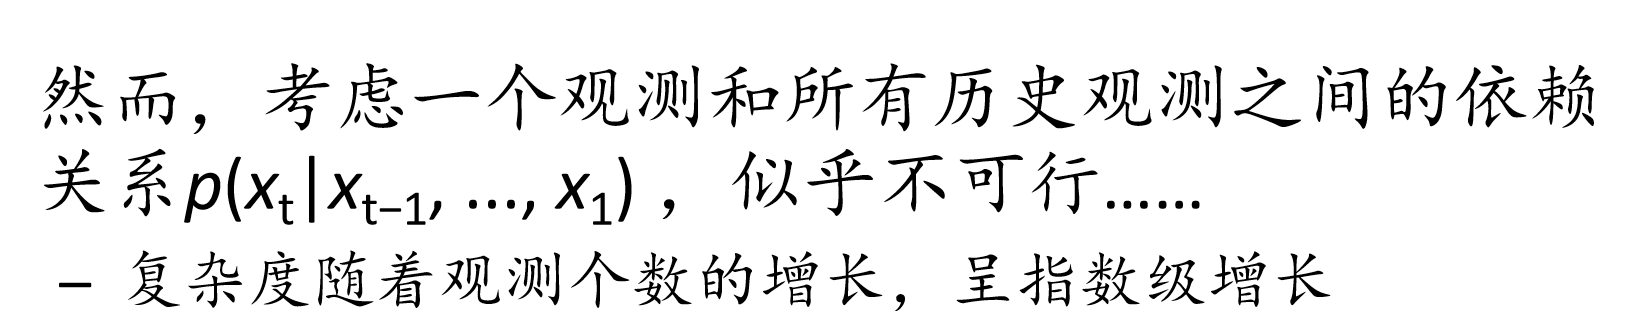 然而，考虑一个观测和所有历史观测之间的依赖
关系p(xₜ|xₜ₋₁, ..., x₁)，似乎不可行......
– 复杂度随着观测个数的增长，呈指数级增长